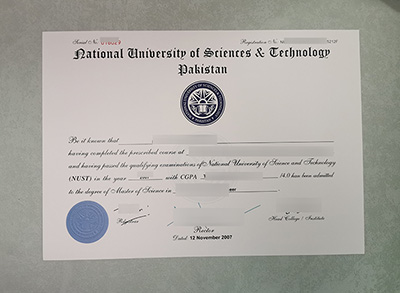 Serial No.
Registration No.
National University of Sciences & Technology
Pakistan
Be it known that
having completed the prescribed course at
and having passed the qualifying examinations of National University of Science and Technology
(NUST) in the year with CGPA /4.0 has been admitted
to the degree of Master of Science in
Registrar
Head College / Institute
Rector
Dated 12 November 2007